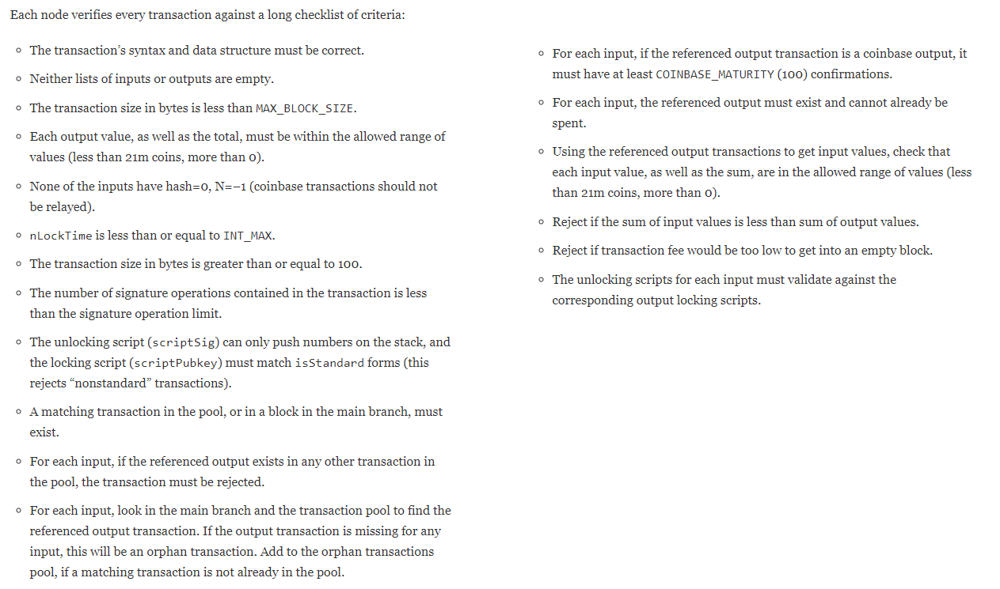 Each node verifies every transaction against a long checklist of criteria:
The transaction’s syntax and data structure must be correct.
Neither lists of inputs or outputs are empty.
The transaction size in bytes is less than MAX_BLOCK_SIZE.
Each output value, as well as the total, must be within the allowed range of
values (less than 21m coins, more than 0).
None of the inputs have hash=0, N=–1 (coinbase transactions should not
be relayed).
nLockTime is less than or equal to INT_MAX.
The transaction size in bytes is greater than or equal to 100.
The number of signature operations contained in the transaction is less
than the signature operation limit.
The unlocking script (scriptSig) can only push numbers on the stack, and
the locking script (scriptPubkey) must match isStandard forms (this
rejects “nonstandard” transactions).
A matching transaction in the pool, or in a block in the main branch, must
exist.
For each input, if the referenced output exists in any other transaction in
the pool, the transaction must be rejected.
For each input, look in the main branch and the transaction pool to find the
referenced output transaction. If the output transaction is missing for any
input, this will be an orphan transaction. Add to the orphan transactions
pool, if a matching transaction is not already in the pool.
For each input, if the referenced output transaction is a coinbase output, it
must have at least COINBASE_MATURITY (100) confirmations.
For each input, the referenced output must exist and cannot already be
spent.
Using the referenced output transactions to get input values, check that
each input value, as well as the sum, are in the allowed range of values (less
than 21m coins, more than 0).
Reject if the sum of input values is less than sum of output values.
Reject if transaction fee would be too low to get into an empty block.
The unlocking scripts for each input must validate against the
corresponding output locking scripts.